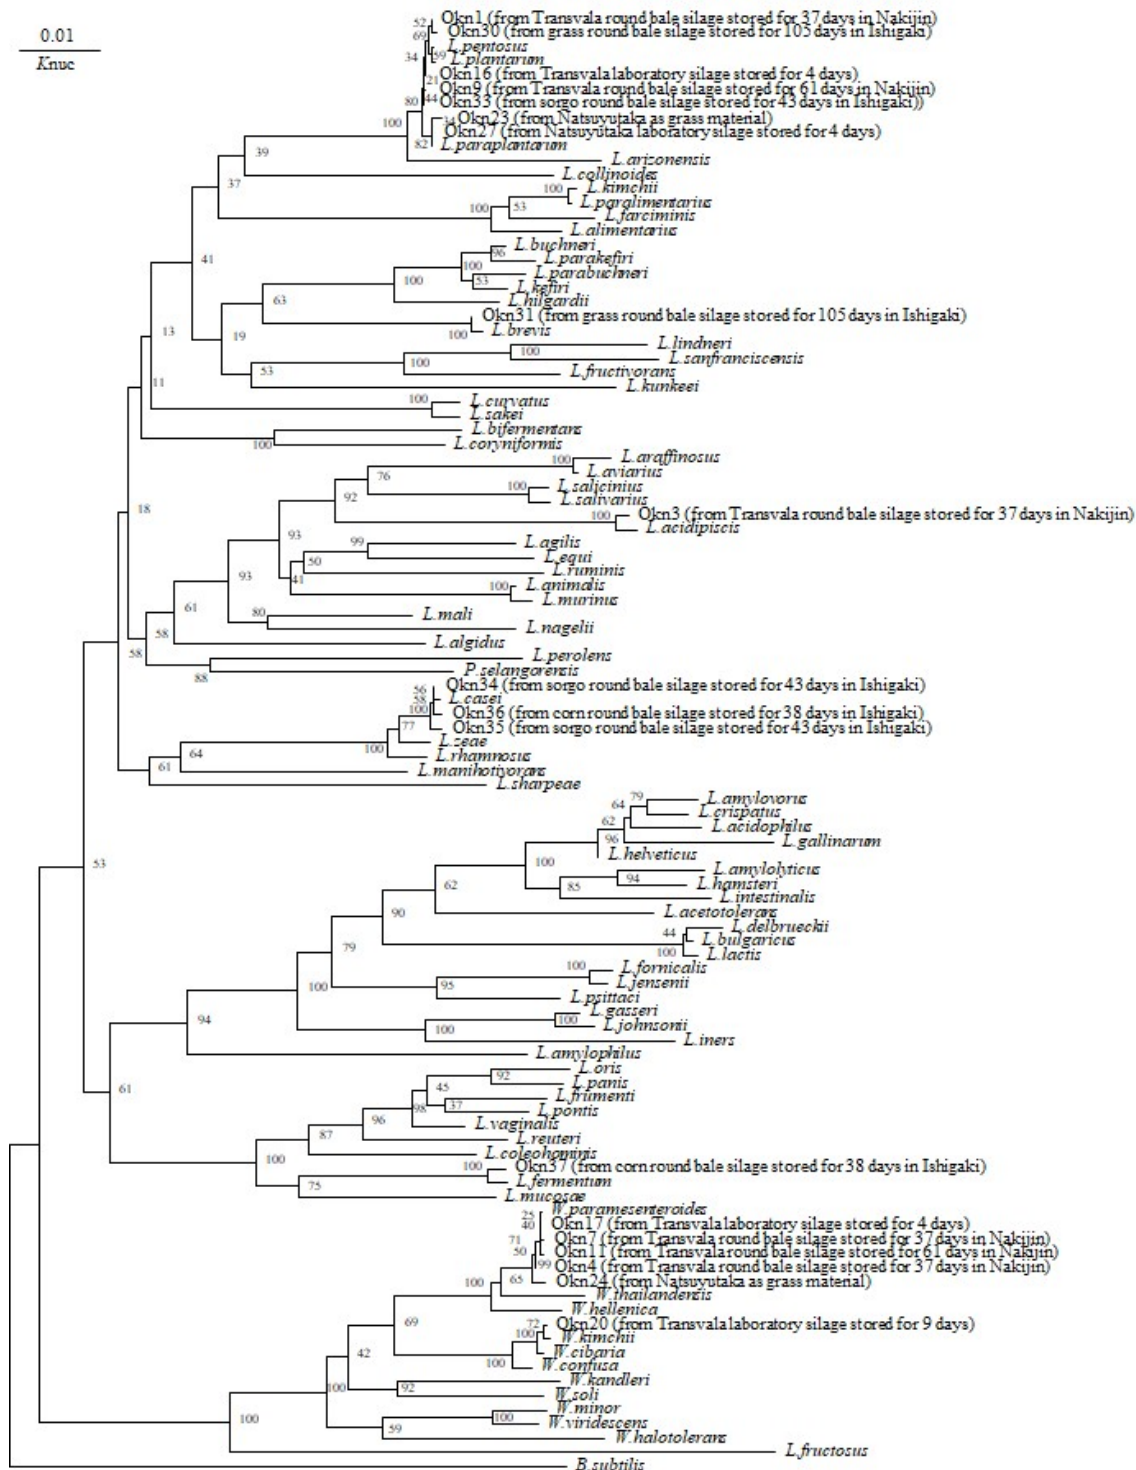 0.01
Knuc
52
Okn1 (from Transvala round bale silage stored for 37 days in Nakijin)
69
Okn30 (from grass round bale silage stored for 105 days in Ishigaki)
L.pentosus
34
59
L.plantarum
Okn16 (from Transvala laboratory silage stored for 4 days)
21
Okn9 (from Transvala round bale silage stored for 61 days in Nakijin)
80
44
Okn33 (from sorgo round bale silage stored for 43 days in Ishigaki))
34
Okn23 (from Natsuyutaka as grass material)
100
Okn27 (from Natsuyutaka laboratory silage stored for 4 days)
82
L.paraplantarum
39
L.arizonensis
L.collinoides
37
100
L.kimchii
53
L.paralimentarius
100
L.farciminis
L.alimentarius
L.buchneri
96
41
L.parakefiri
100
L.parabuchneri
100
53
L.kefiri
63
L.hilgardii
Okn31 (from grass round bale silage stored for 105 days in Ishigaki)
13
19
100
L.brevis
L.lindneri
100
L.sanfranciscensis
100
53
L.fructivorans
11
L.kunkeei
100
L.curvatus
L.sakei
L.bifermentans
100
L.coryniformis
L.araffinosus
100
L.aviarius
76
100
L.salicinius
92
L.salivarius
18
100
Okn3 (from Transvala round bale silage stored for 37 days in Nakijin)
L.acidipiscis
93
99
L.agilis
50
L.equi
93
41
L.ruminis
100
L.animalis
L.murinus
61
80
L.mali
58
L.nagelii
L.algidus
58
L.perolens
88
P.selangorensis
56
Okn34 (from sorgo round bale silage stored for 43 days in Ishigaki)
58
L.casei
100
Okn36 (from corn round bale silage stored for 38 days in Ishigaki)
77
Okn35 (from sorgo round bale silage stored for 43 days in Ishigaki)
L.zeae
64
100
L.rhamnosus
61
L.manihotivorans
L.sharpeae
79
L.amylovorus
64
L.crispatus
62
L.acidophilus
96
L.gallinarum
L.helveticus
53
100
L.amylolyticus
94
85
L.hamsteri
62
L.intestinalis
90
L.acetotolerans
L.delbrueckii
44
L.bulgaricus
79
100
L.lactis
100
L.fornicalis
100
95
L.jensenii
L.psittaci
L.gasseri
94
100
L.johnsonii
100
L.iners
L.amylophilus
L.oris
92
61
45
L.panis
L.frumenti
98
37
L.pontis
96
L.vaginalis
87
L.reuteri
L.coleohominis
100
100
Okn37 (from corn round bale silage stored for 38 days in Ishigaki)
75
L.fermentum
L.mucosae
W.paramesenteroides
25
40
Okn17 (from Transvala laboratory silage stored for 4 days)
71
Okn7 (from Transvala round bale silage stored for 37 days in Nakijin)
50
Okn11 (from Transvala round bale silage stored for 61 days in Nakijin)
99
Okn4 (from Transvala round bale silage stored for 37 days in Nakijin)
100
65
Okn24 (from Natsuyutaka as grass material)
W.thailandensis
W.hellenica
69
72
Okn20 (from Transvala laboratory silage stored for 9 days)
100
W.kimchii
42
W.cibaria
100
W.confusa
W.kandleri
100
92
W.soli
W.minor
100
100
W.viridescens
59
W.halotolerans
L.fructosus
B.subtilis